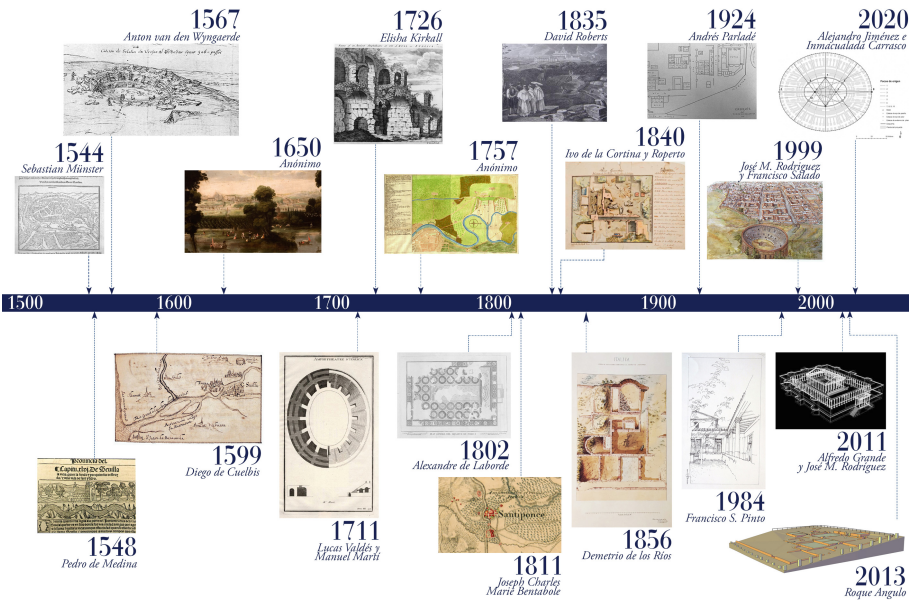 1567
Anton van den Wyngaerde
1726
Elisha Kirkall
1835
David Roberts
1924
Andrés Parladé
2020
Alejandro Jiménez e
Inmacualada Carrasco
1544
Sebastian Münster
1650
Anónimo
1757
Anónimo
1840
Ivo de la Cortina y Roperto
1999
José M. Rodríguez
y Francisco Salado
1500
1600
1700
1800
1900
2000
1599
Diego de Cuelbis
1548
Pedro de Medina
Provincia del
1711
Lucas Valdés y
Manuel Martí
1802
Alexandre de Laborde
Santiponce
1811
Joseph Charles
Marie Bentabole
1856
Demetrio de los Ríos
1984
Francisco S. Pinto
2011
Alfredo Grande
y José M. Rodríguez
2013
Roque Angulo